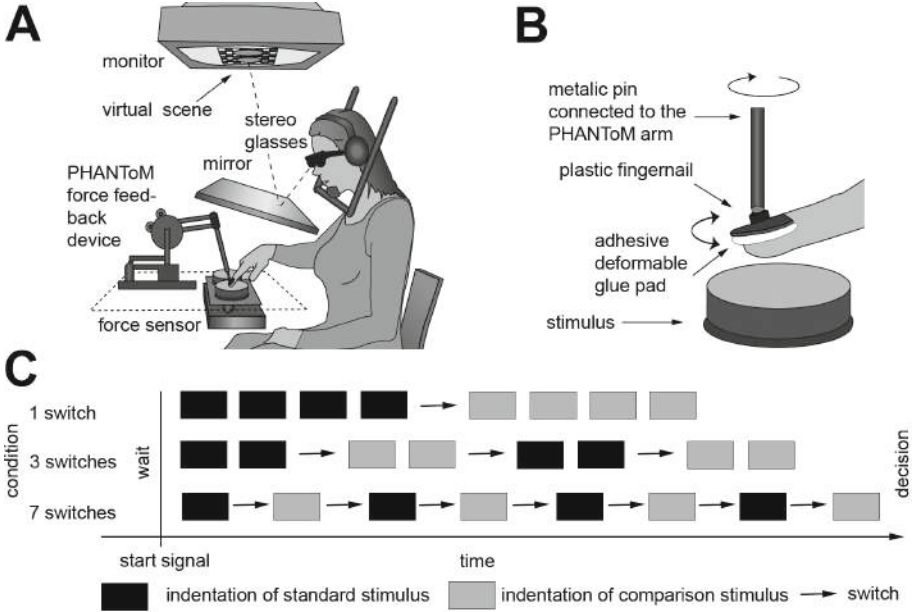 A
monitor
virtual scene
stereo
glasses
mirror
PHANToM
force feed-
back
device
force sensor
B
metalic pin
connected to the
PHANToM arm
plastic fingernail
adhesive
deformable
glue pad
stimulus
C
condition
1 switch
3 switches
7 switches
wait
decision
start signal
time
indentation of standard stimulus
indentation of comparison stimulus
switch